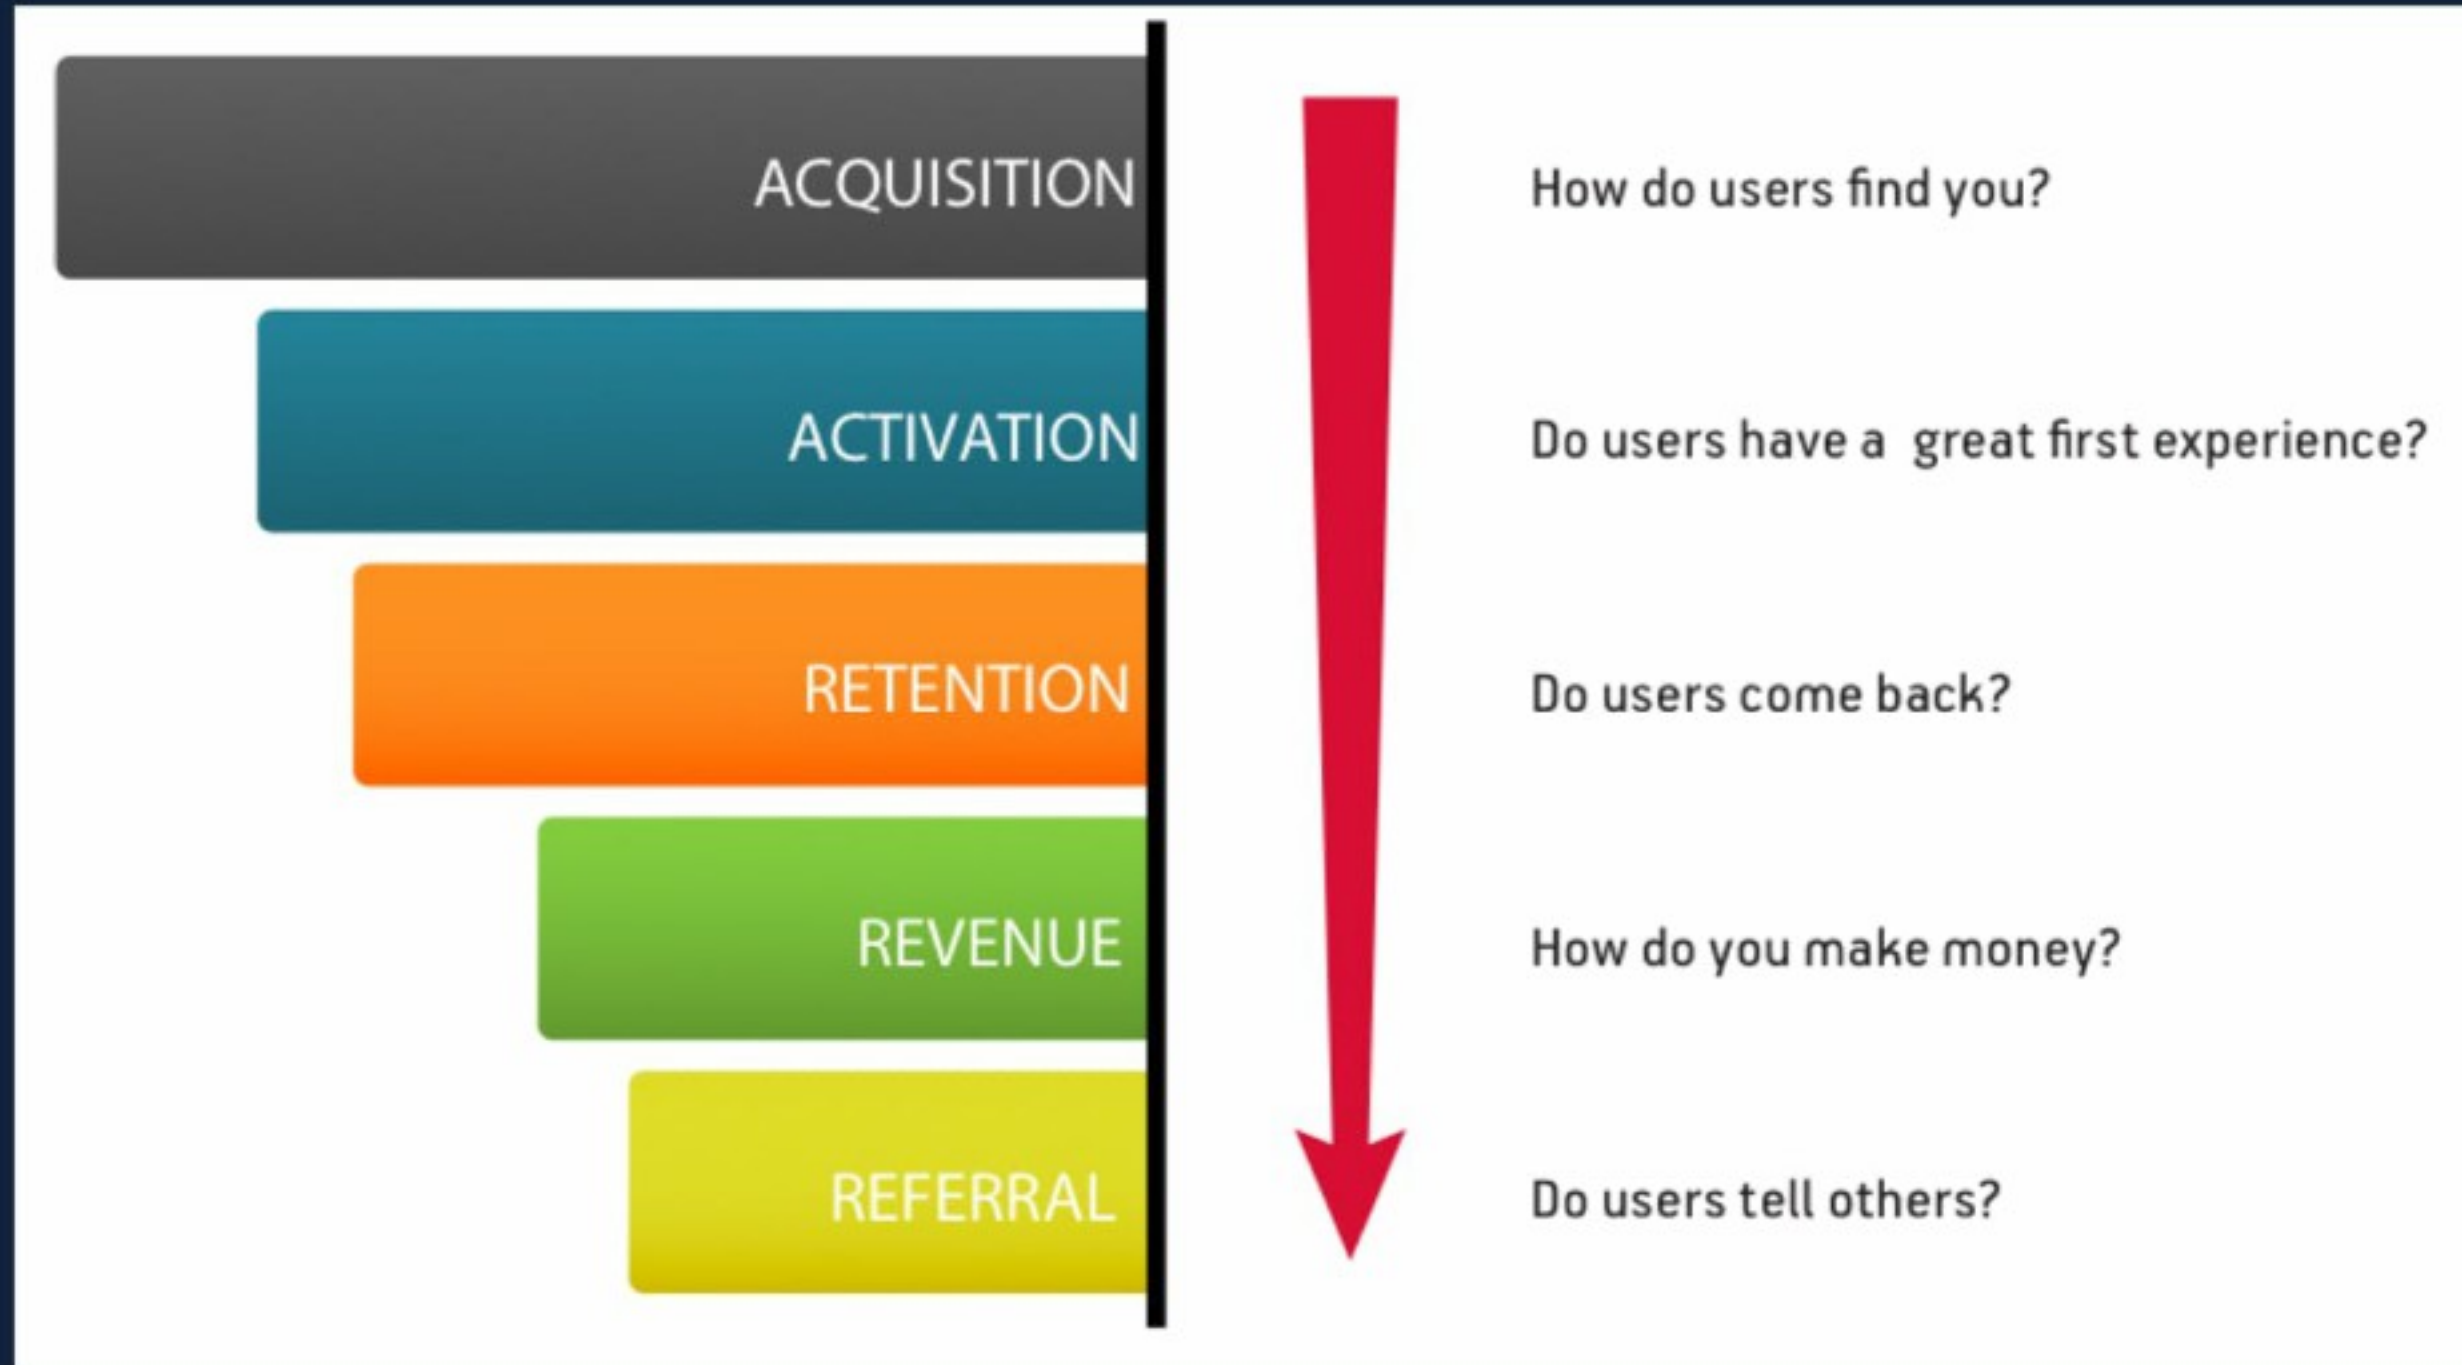 ACQUISITION
How do users find you?
ACTIVATION
Do users have a great first experience?
RETENTION
Do users come back?
REVENUE
How do you make money?
REFERRAL
Do users tell others?